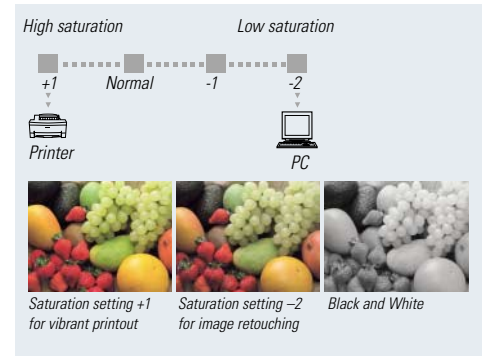 High saturation Low saturation
+1 Normal -1 -2
Printer PC
Saturation setting +1 Saturation setting –2 Black and White
for vibrant printout for image retouching